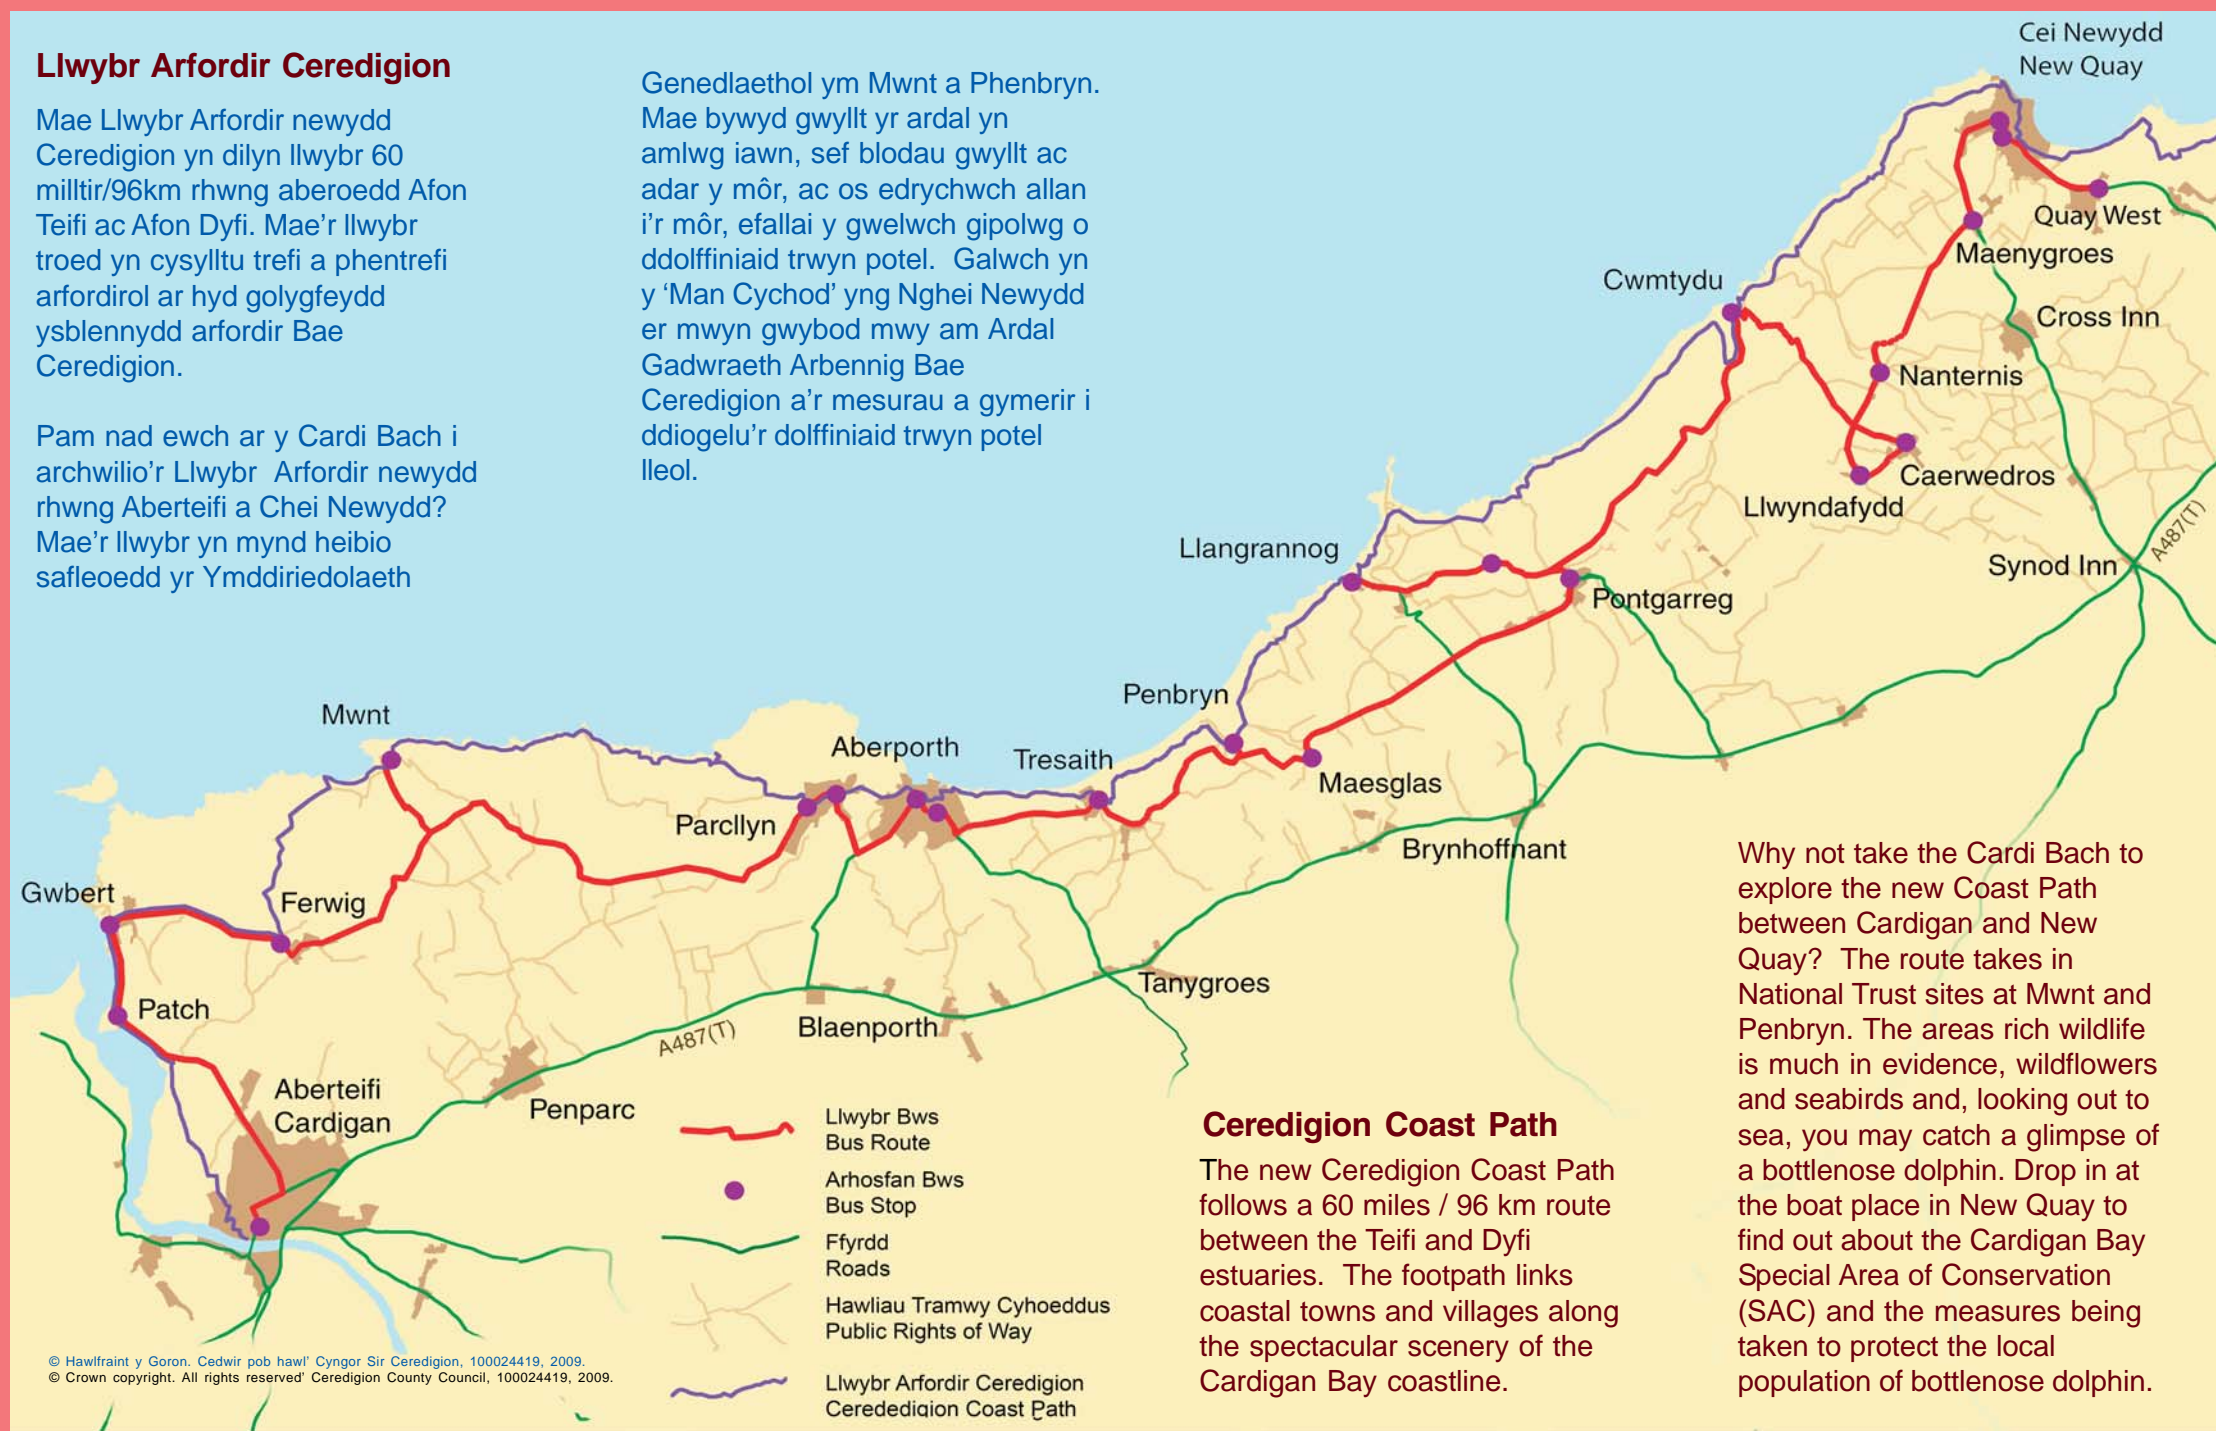 Llwybr Arfordir Ceredigion
Mae Llwybr Arfordir newydd
Ceredigion yn dilyn llwybr 60
milltir/96km rhwng aberoedd Afon
Teifi ac Afon Dyfi. Mae'r llwybr
troed yn cysylltu trefi a phentrefi
arfordirol ar hyd golygfeydd
ysblennydd arfordir Bae
Ceredigion.
Pam nad ewch ar y Cardi Bach i
archwilio'r Llwybr Arfordir newydd
rhwng Aberteifi a Chei Newydd?
Mae'r llwybr yn mynd heibio
safleoedd yr Ymddiriedolaeth
Genedlaethol ym Mwnt a Phenbryn.
Mae bywyd gwyllt yr ardal yn
amlwg iawn, sef blodau gwyllt ac
adar y môr, ac os edrychwch allan
i'r môr, efallai y gwelwch gipolwg o
ddolffiniaid trwyn potel. Galwch yn
y ‘Man Cychod’ yng Nghei Newydd
er mwyn gwybod mwy am Ardal
Gadwraeth Arbennig Bae
Ceredigion a'r mesurau a gymerir i
ddiogelu'r dolffiniaid trwyn potel
lleol.
Cei Newydd
New Quay
Quay West
Maenygroes
Cwmtydu
Cross Inn
Nanternis
Caerwedros
Llwyndafydd
A487(T)
Synod Inn
Llangrannog
Pontgarreg
Penbryn
Mwnt
Aberporth
Tresaith
Maesglas
Parcllyn
Brynhoffnant
Gwbert
Ferwig
Tanygroes
Patch
Blaenporth
A487(T)
Aberteifi
Cardigan
Penparc
Llwybr Bws
Bus Route
Arhosfan Bws
Bus Stop
Ffyrdd
Roads
Hawliau Tramwy Cyhoeddus
Public Rights of Way
Llwybr Arfordir Ceredigion
Cerededigion Coast Path
© Hawlfraint y Goron. Cedwir pob hawl' Cyngor Sir Ceredigion, 100024419, 2009.
© Crown copyright. All rights reserved' Ceredigion County Council, 100024419, 2009.
Ceredigion Coast Path
The new Ceredigion Coast Path
follows a 60 miles / 96 km route
between the Teifi and Dyfi
estuaries. The footpath links
coastal towns and villages along
the spectacular scenery of the
Cardigan Bay coastline.
Why not take the Cardi Bach to
explore the new Coast Path
between Cardigan and New
Quay? The route takes in
National Trust sites at Mwnt and
Penbryn. The areas rich wildlife
is much in evidence, wildflowers
and seabirds and, looking out to
sea, you may catch a glimpse of
a bottlenose dolphin. Drop in at
the boat place in New Quay to
find out about the Cardigan Bay
Special Area of Conservation
(SAC) and the measures being
taken to protect the local
population of bottlenose dolphin.